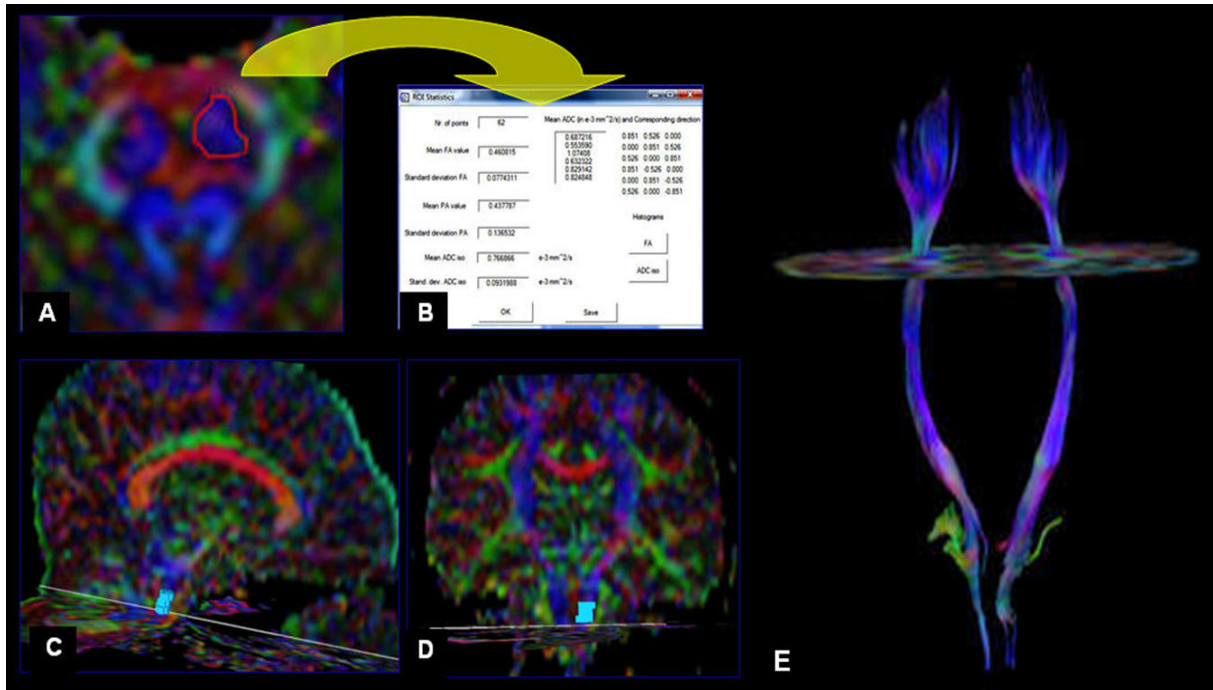 A
ROI Statistics
Nr. of points 62
Mean FA value 0.460815
Standard deviation FA 0.0774311
Mean FA value 0.437787
Standard deviation FA 0.136532
Mean ADC iso 0.766866 e-3 mm^2/s
Stand. dev. ADC iso 0.0931988 e-3 mm^2/s
OK
Save
Mean ADC (in e-3 mm^2/s) and Corresponding direction
0.687216 0.851 0.526 0.000
0.553590 0.000 0.851 0.526
1.07408 0.526 0.000 0.851
0.632322 0.851 -0.526 0.000
0.829142 0.000 0.851 -0.526
0.824848 0.526 0.000 -0.851
Histograms
FA
ADC iso
B
C
D
E